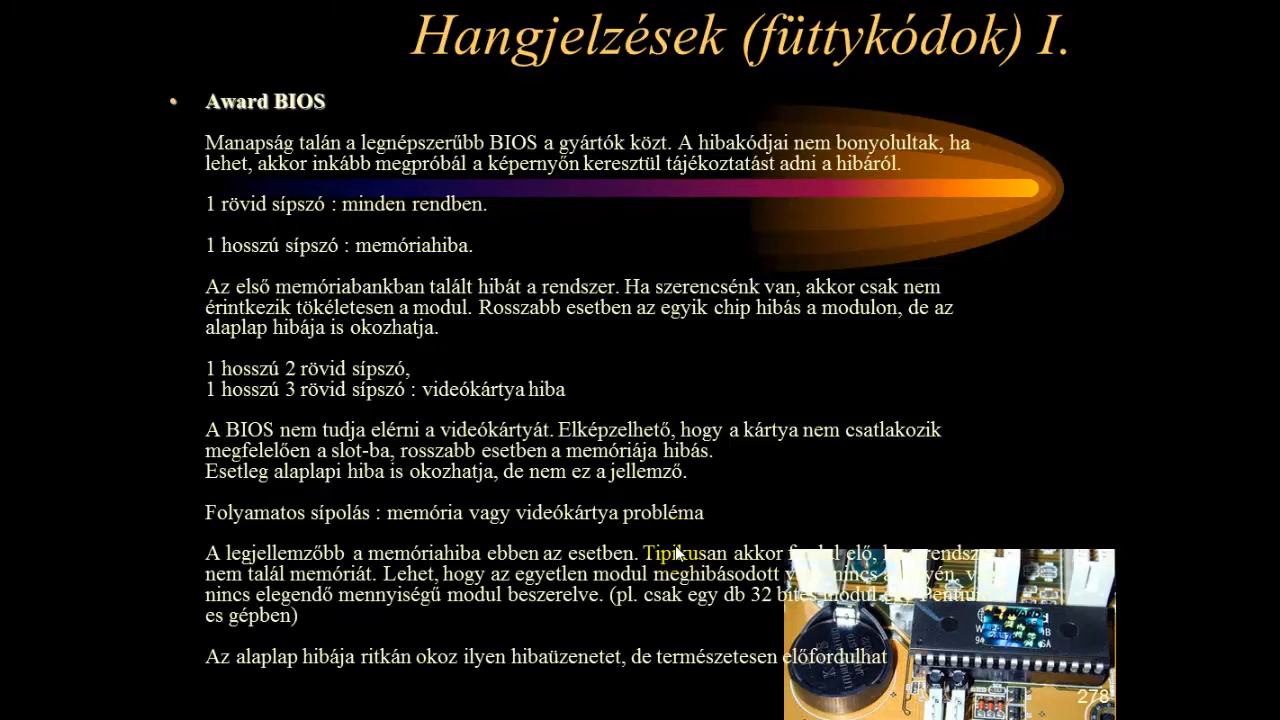 Hangjelzések (füttykódok) I.
• Award BIOS
Manapság talán a legnépszerűbb BIOS a gyártók közt. A hibakódjai nem bonyolultak, ha
lehet, akkor inkább megpróbál a képernyőn keresztül tájékoztatást adni a hibáról.
1 rövid sípszó : minden rendben.
1 hosszú sípszó : memóriahiba.
Az első memóriabankban talált hibát a rendszer. Ha szerencsénk van, akkor csak nem
érintkezik tökéletesen a modul. Rosszabb esetben az egyik chip hibás a modulon, de az
alaplap hibája is okozhatja.
1 hosszú 2 rövid sípszó,
1 hosszú 3 rövid sípszó : videókártya hiba
A BIOS nem tudja elérni a videókártyát. Elképzelhető, hogy a kártya nem csatlakozik
megfelelően a slot-ba, rosszabb esetben a memóriája hibás.
Esetleg alaplapi hiba is okozhatja, de nem ez a jellemző.
Folyamatos sípolás : memória vagy videókártya probléma
A legjellemzőbb a memóriahiba ebben az esetben. Tipikusan akkor elő,
nem talál memóriát. Lehet, hogy az egyetlen modul meghibásodott nincs
nincs elegendő mennyiségű modul beszerelve. (pl. csak egy db 32 bites modul
es gépben)
Az alaplap hibája ritkán okoz ilyen hibaüzenetet, de természetesen előfordulhat
AWARD
278